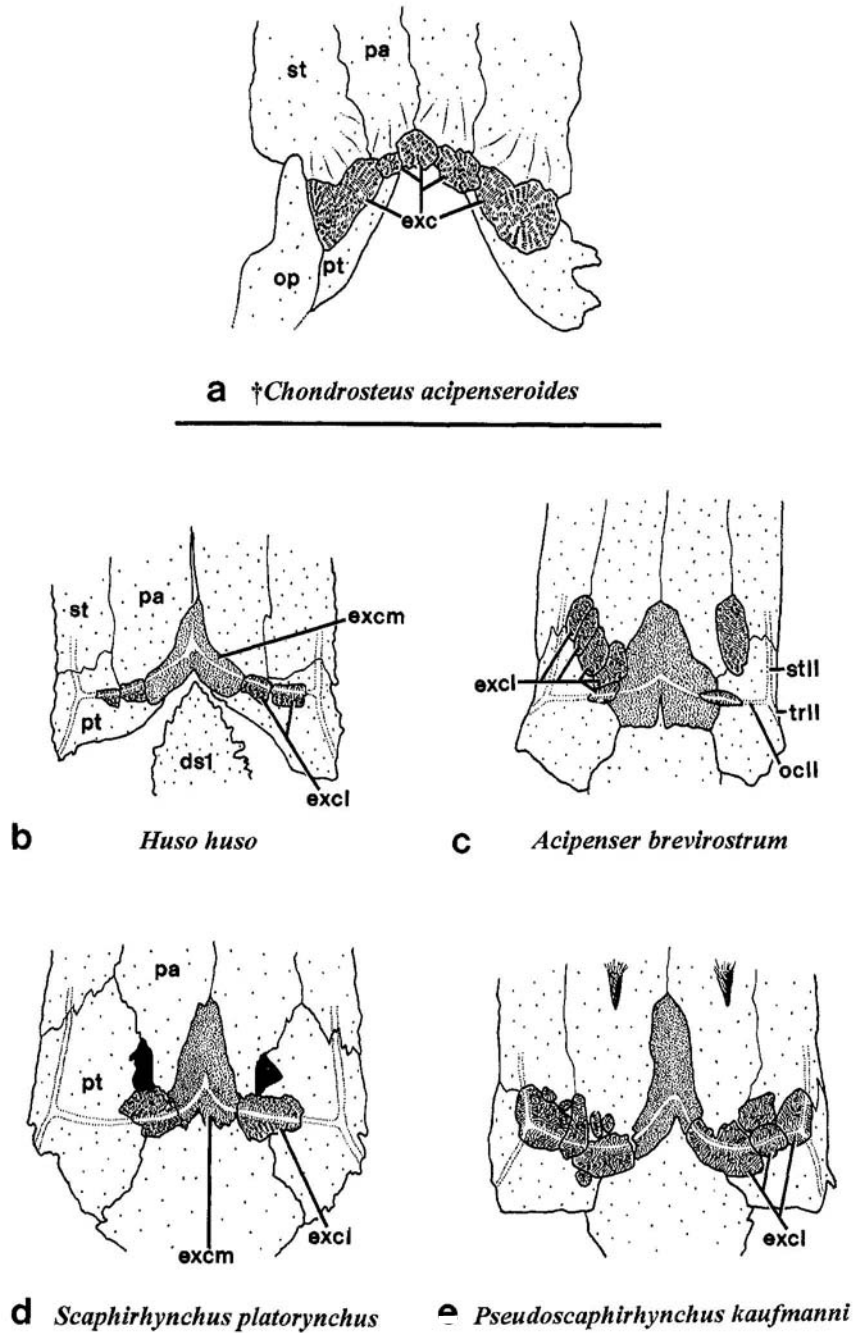 st
pa
exc
op
pt
a †Chondrosteus acipenseroides
st
pa
excm
pt
ds1
excl
b Huso huso
excl
stll
trll
ocll
c Acipenser brevirostrum
pa
pt
excm
excl
d Scaphirhynchus platorynchus
excl
e Pseudoscaphirhynchus kaufmanni